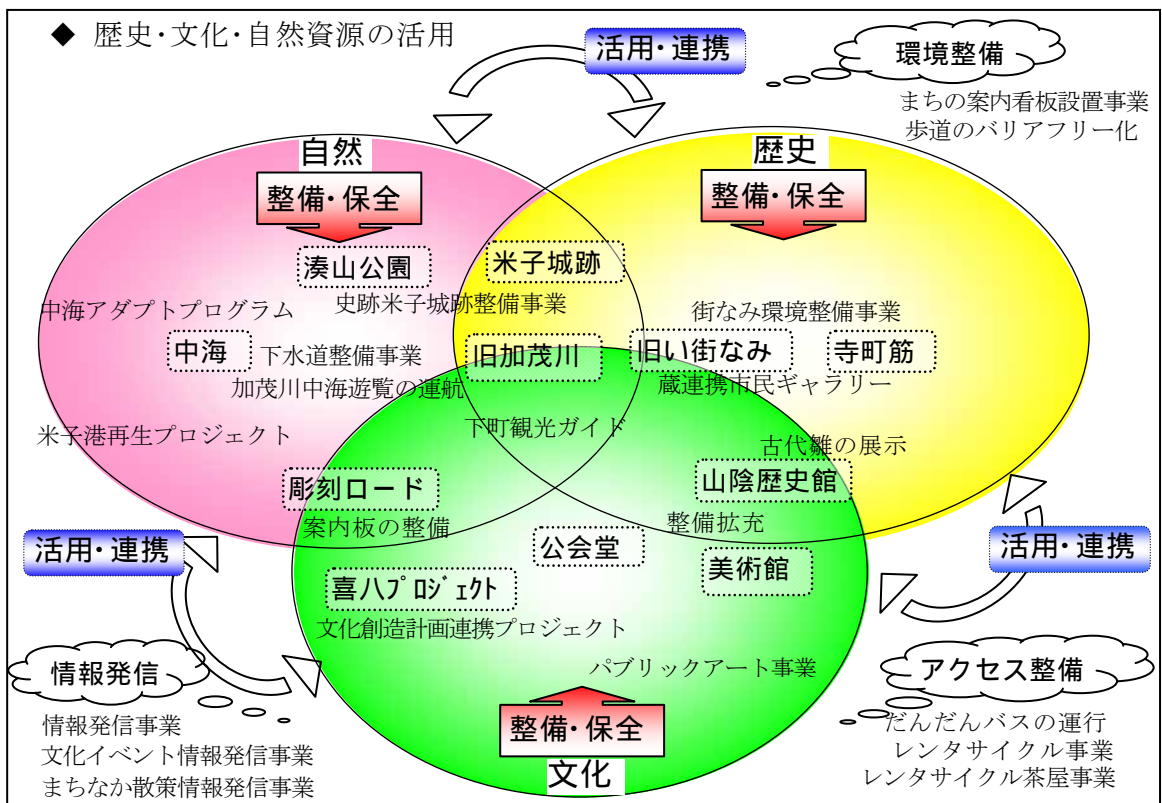 ◆ 歴史・文化・自然資源の活用
活用・連携
環境整備
まちの案内看板設置事業
歩道のバリアフリー化
自然
整備・保全
歴史
整備・保全
湊山公園
米子城跡
史跡米子城跡整備事業
中海アダプトプログラム
街なみ環境整備事業
中海
下水道整備事業
旧加茂川
旧い街なみ
寺町筋
加茂川中海遊覧の運航
蔵連携市民ギャラリー
米子港再生プロジェクト
下町観光ガイド
古代雛の展示
彫刻ロード
山陰歴史館
案内板の整備
整備拡充
活用・連携
公会堂
美術館
活用・連携
喜八ﾌﾟﾛｼﾞｪｸﾄ
文化創造計画連携プロジェクト
パブリックアート事業
情報発信
情報発信事業
文化イベント情報発信事業
まちなか散策情報発信事業
整備・保全
文化
アクセス整備
だんだんバスの運行
レンタサイクル事業
レンタサイクル茶屋事業